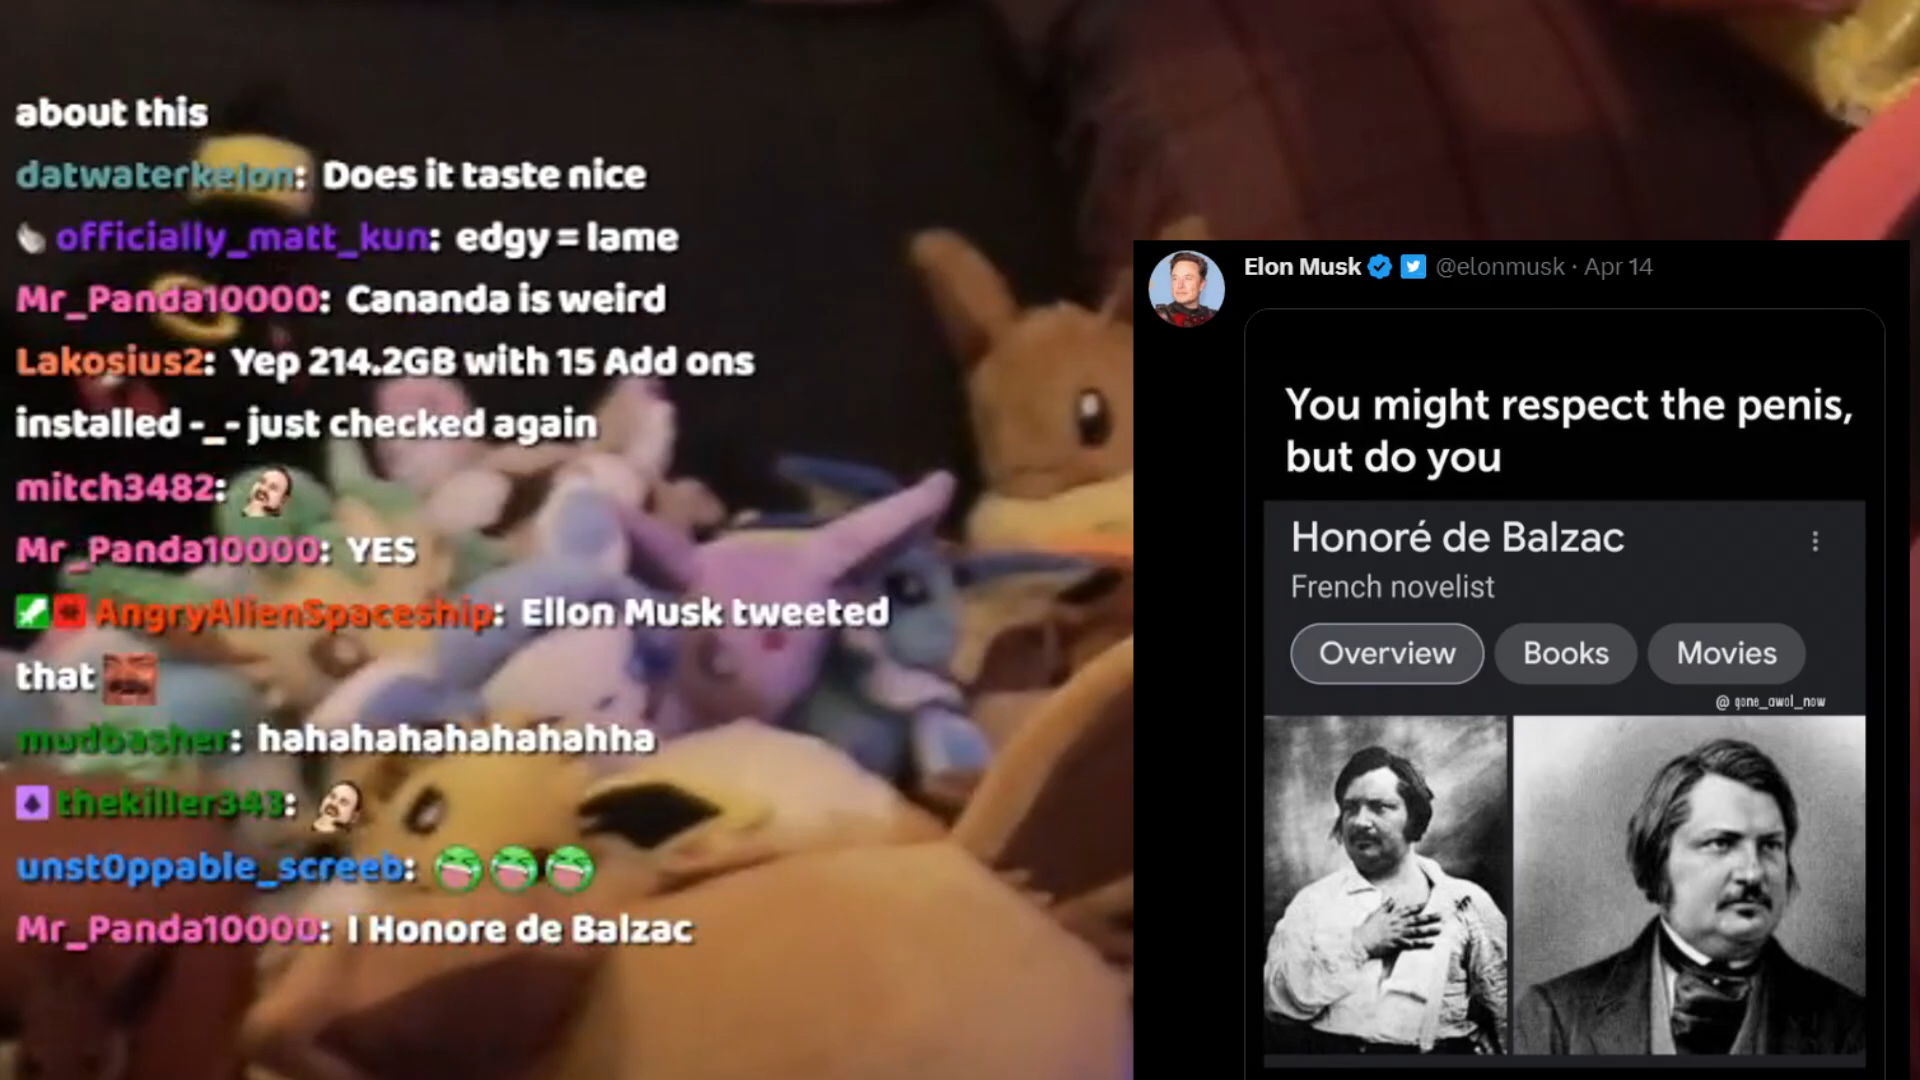 about this
datwaterkelon: Does it taste nice
officially_matt_kun: edgy = lame
Mr_Panda10000: Cananda is weird
Lakosius2: Yep 214.2GB with 15 Add ons
installed -_- just checked again
mitch3482:
Mr_Panda10000: YES
AngryAlienSpaceship: Ellon Musk tweeted
that
mudbasher: hahahahahahahahha
thekiller343:
unst0ppable_screeb:
Mr_Panda10000: I Honore de Balzac
Elon Musk @elonmusk · Apr 14
You might respect the penis,
but do you
Honoré de Balzac
French novelist
Overview Books Movies
@ gone_awol_now